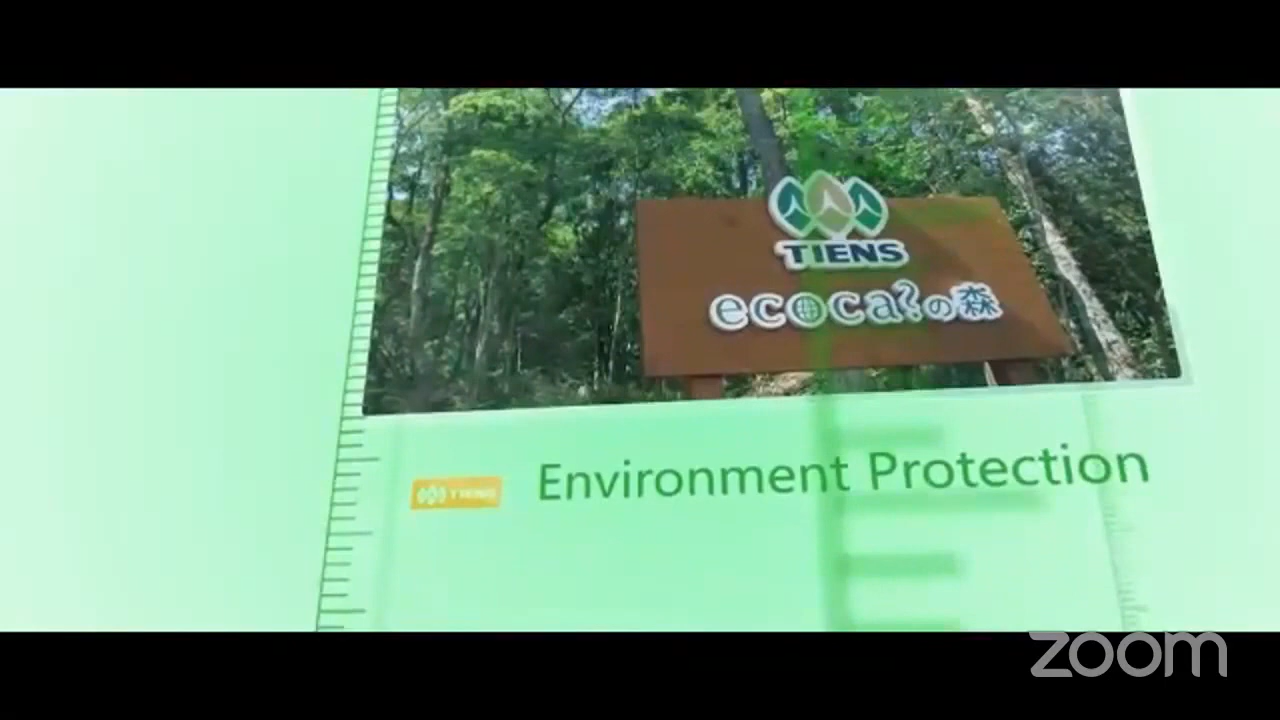 TIENS
ecoca?の森
TIENS
Environment Protection
zoom